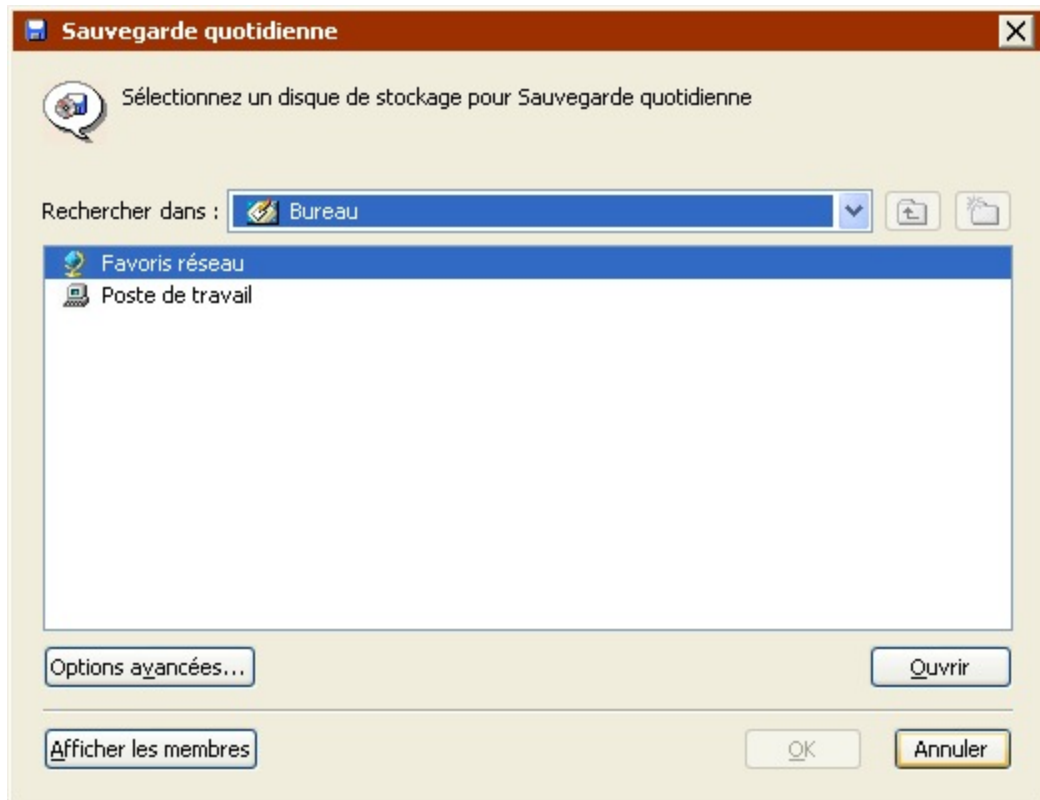 Sauvegarde quotidienne
Sélectionnez un disque de stockage pour Sauvegarde quotidienne
Rechercher dans : Bureau
Favoris réseau
Poste de travail
Options avancées... Ouvrir
Afficher les membres OK Annuler